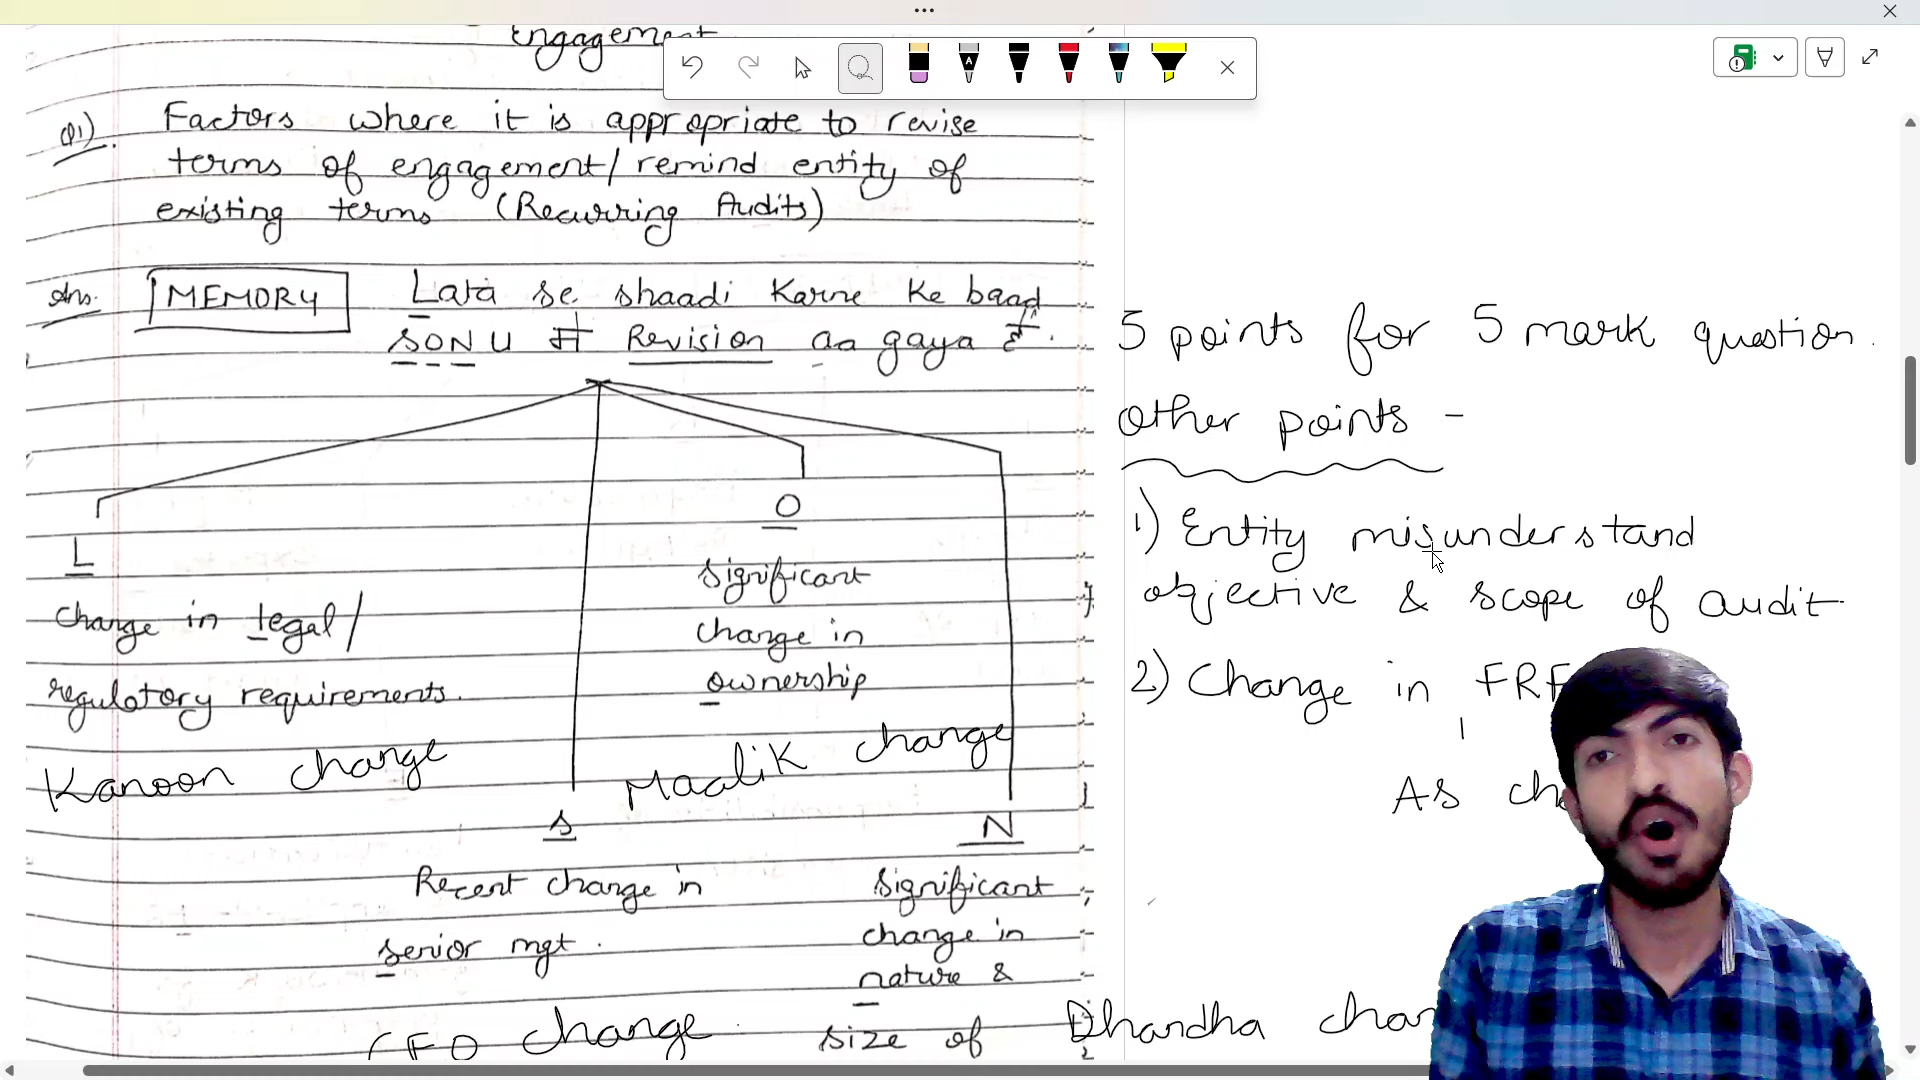 Engagement
Q1). Factors where it is appropriate to revise
terms of engagement/ remind entity of
existing terms (Recurring Audits)
Ans. MEMORY Lata se shaadi Karne Ke baad
SONU में Revision aa gaya है.
L
change in legal/
regulatory requirements.
Kanoon change
O
significant
change in
ownership
Maalik change
S
Recent change in
senior mgt.
CFO change
N
significant
change in
nature &
size of
Dhandha
5 points for 5 mark question.
other points -
1) Entity misunderstand
objective & scope of audit
2) Change in
As